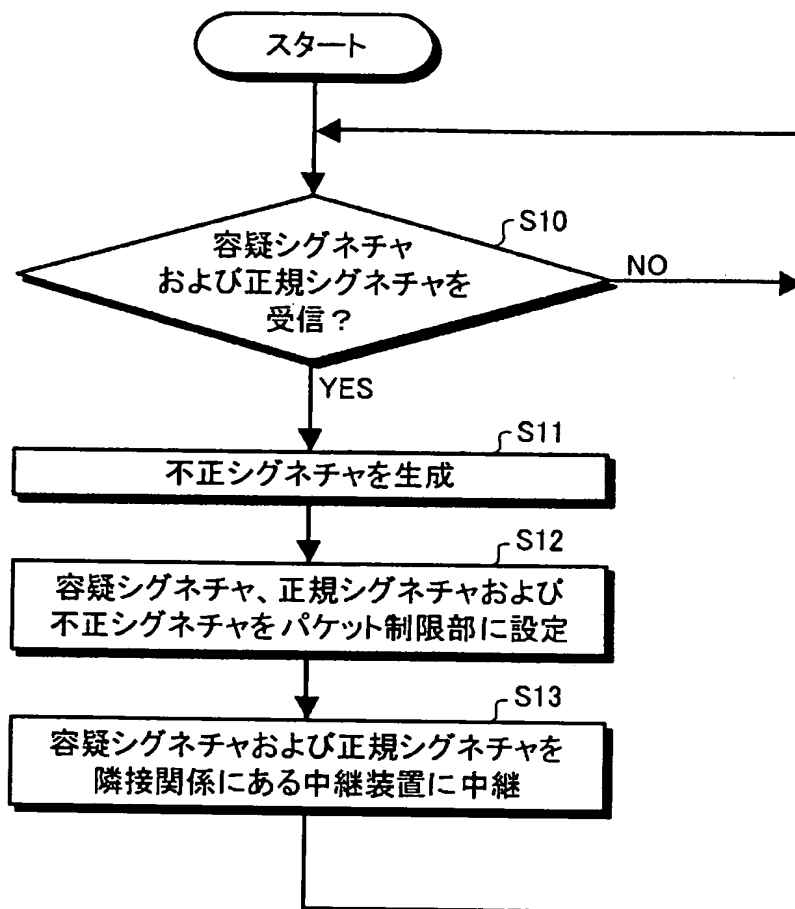 スタート
S10
容疑シグネチャ
および正規シグネチャを
受信?
NO
YES
S11
不正シグネチャを生成
S12
容疑シグネチャ、正規シグネチャおよび
不正シグネチャをパケット制限部に設定
S13
容疑シグネチャおよび正規シグネチャを
隣接関係にある中継装置に中継